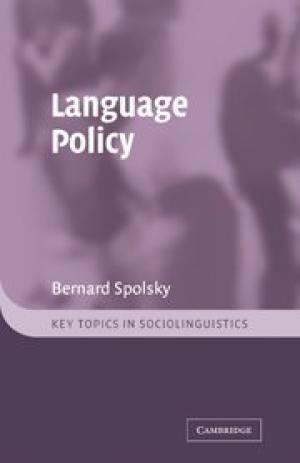 Language
Policy
Bernard Spolsky
KEY TOPICS IN SOCIOLINGUISTICS
CAMBRIDGE